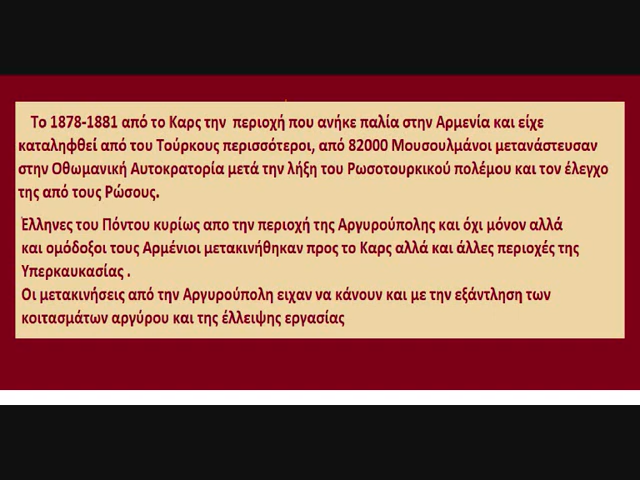 Το 1878-1881 από το Καρς την περιοχή που ανήκε παλία στην Αρμενία και είχε
καταληφθεί από του Τούρκους περισσότεροι, από 82000 Μουσουλμάνοι μετανάστευσαν
στην Οθωμανική Αυτοκρατορία μετά την λήξη του Ρωσοτουρκικού πολέμου και τον έλεγχο
της από τους Ρώσους.
Έλληνες του Πόντου κυρίως απο την περιοχή της Αργυρούπολης και όχι μόνον αλλά
και ομόδοξοι τους Αρμένιοι μετακινήθηκαν προς το Καρς αλλά και άλλες περιοχές της
Υπερκαυκασίας .
Οι μετακινήσεις από την Αργυρούπολη ειχαν να κάνουν και με την εξάντληση των
κοιτασμάτων αργύρου και της έλλειψης εργασίας